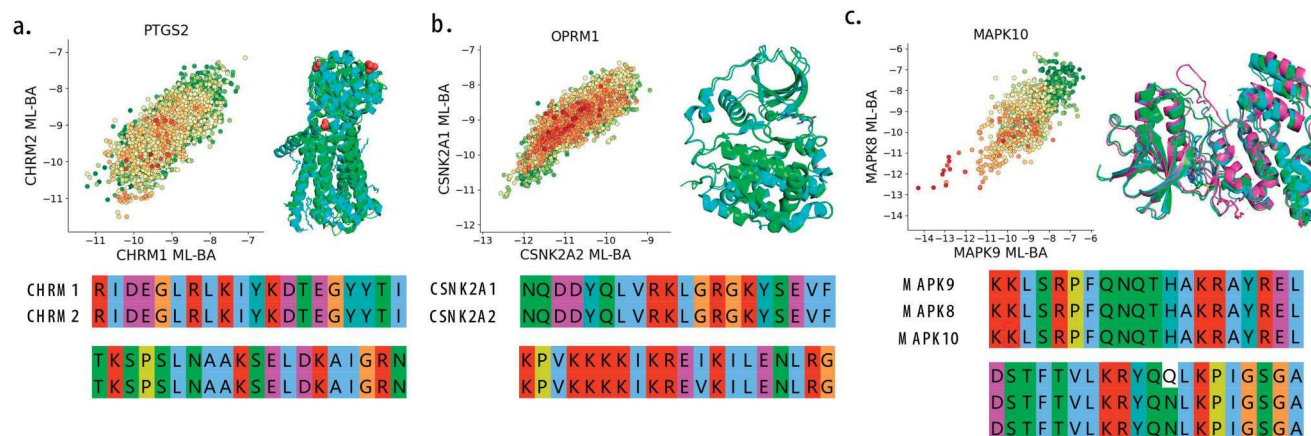 a.
PTGS2
CHRM2 ML-BA
−7
−8
−9
−10
−11
−11 −10 −9 −8 −7
CHRM1 ML-BA
CHRM1 RIDEGLRLKIYKDTEGYYTI
CHRM2 RIDEGLRLKIYKDTEGYYTI
TKSPSLNAAKSELDKAIGRN
TKSPSLNAAKSELDKAIGRN
b.
OPRM1
CSNK2A1 ML-BA
−7
−8
−9
−10
−11
−12
−13 −12 −11 −10 −9
CSNK2A2 ML-BA
CSNK2A1 NQDDYQLVRKLGRGKYSEVF
CSNK2A2 NQDDYQLVRKLGRGKYSEVF
KPVKKKKIKREIKILENLRG
KPVKKKKIKREVKILENLRG
c.
MAPK10
MAPK8 ML-BA
−6
−7
−8
−9
−10
−11
−12
−13
−14
−14 −13 −12 −11 −10 −9 −8 −7 −6
MAPK9 ML-BA
MAPK9 KKLSRPFQNQTHAKRAYREL
MAPK8 KKLSRPFQNQTHAKRAYREL
MAPK10 KKLSRPFQNQTHAKRAYREL
DSTFTVLKRYQQLKPIGSGA
DSTFTVLKRYQNLKPIGSGA
DSTFTVLKRYQNLKPIGSGA